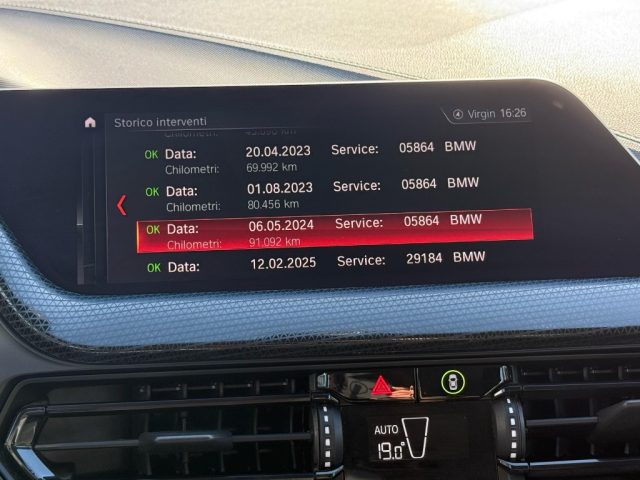 Storico interventi
Virgin 16:26
Chilometri:
OK Data: 20.04.2023 Service: 05864 BMW
Chilometri: 69.992 km
OK Data: 01.08.2023 Service: 05864 BMW
Chilometri: 80.456 km
OK Data: 06.05.2024 Service: 05864 BMW
Chilometri: 91.092 km
OK Data: 12.02.2025 Service: 29184 BMW
AUTO
19.0°